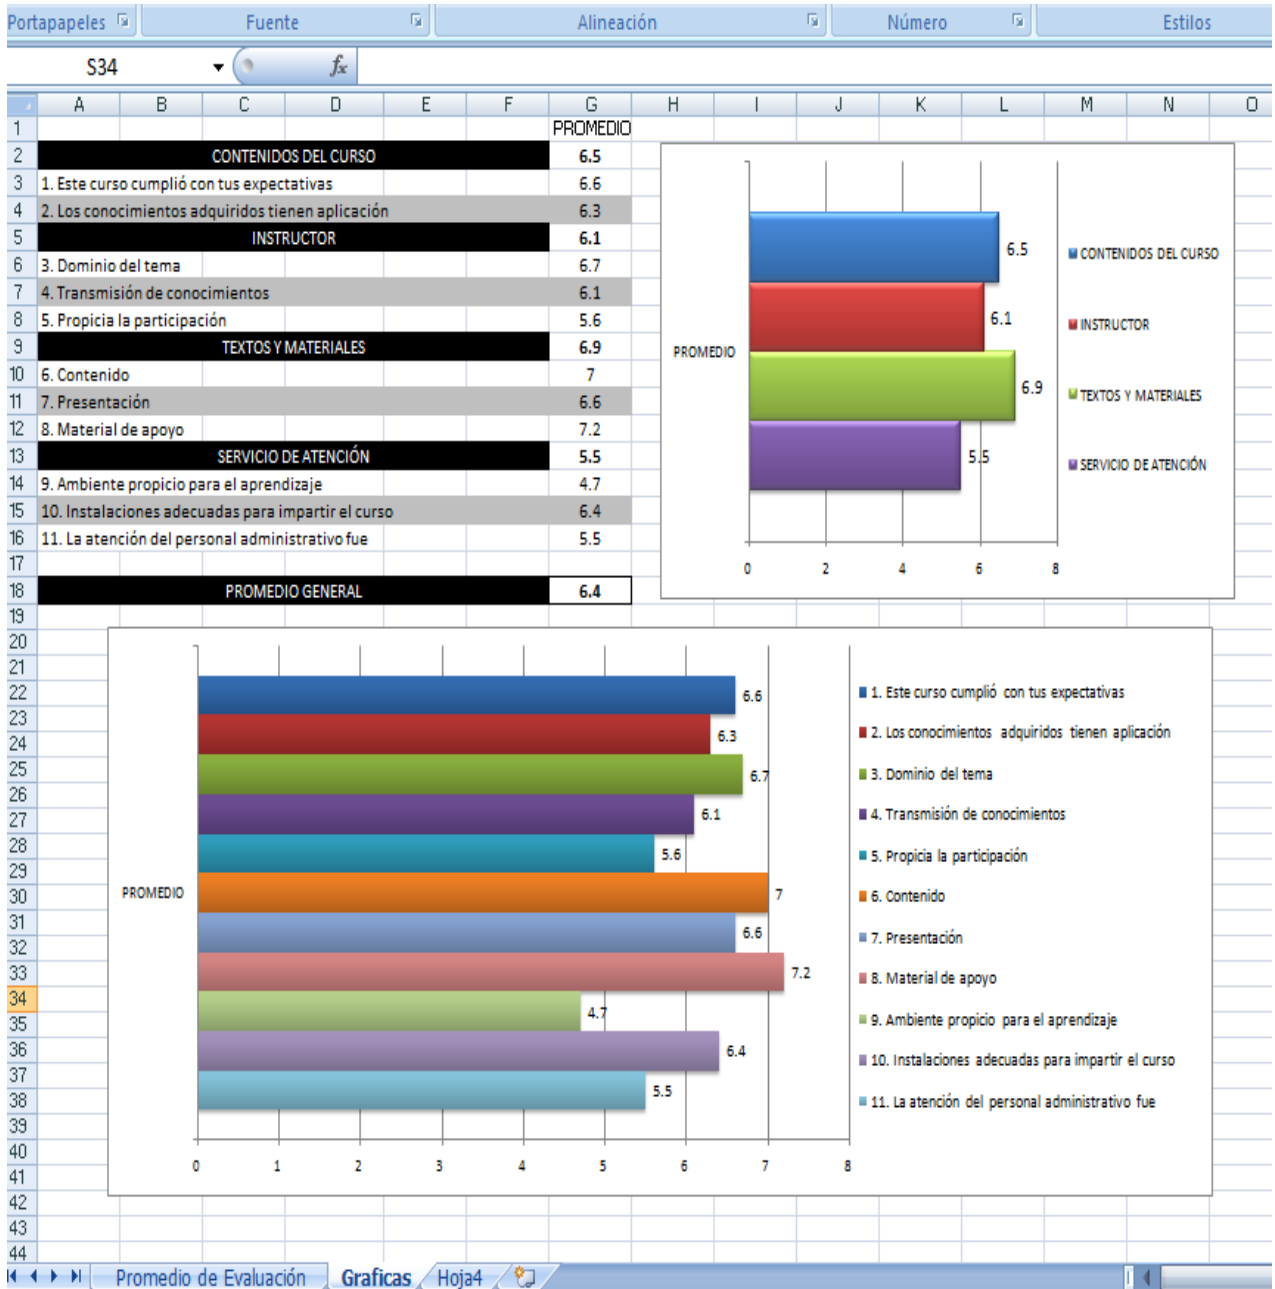 Portapapeles Fuente Alineación Número Estilos
S34 fx
A B C D E F G H I J K L M N O
1 PROMEDIO
2 CONTENIDOS DEL CURSO 6.5
3 1. Este curso cumplió con tus expectativas 6.6
4 2. Los conocimientos adquiridos tienen aplicación 6.3
5 INSTRUCTOR 6.1
6 3. Dominio del tema 6.7
7 4. Transmisión de conocimientos 6.1
8 5. Propicia la participación 5.6
9 TEXTOS Y MATERIALES 6.9
10 6. Contenido 7
11 7. Presentación 6.6
12 8. Material de apoyo 7.2
13 SERVICIO DE ATENCIÓN 5.5
14 9. Ambiente propicio para el aprendizaje 4.7
15 10. Instalaciones adecuadas para impartir el curso 6.4
16 11. La atención del personal administrativo fue 5.5
17
18 PROMEDIO GENERAL 6.4
6.5 CONTENIDOS DEL CURSO
6.1 INSTRUCTOR
PROMEDIO
6.9 TEXTOS Y MATERIALES
5.5 SERVICIO DE ATENCIÓN
0 2 4 6 8
19
20
21
22
23
24
25
26
27
28
29
30
31
32
33
34
35
36
37
38
39
40
41
42
43
44
6.6 1. Este curso cumplió con tus expectativas
6.3 2. Los conocimientos adquiridos tienen aplicación
6.7 3. Dominio del tema
6.1 4. Transmisión de conocimientos
5.6 5. Propicia la participación
PROMEDIO 7 6. Contenido
6.6 7. Presentación
7.2 8. Material de apoyo
4.7 9. Ambiente propicio para el aprendizaje
6.4 10. Instalaciones adecuadas para impartir el curso
5.5 11. La atención del personal administrativo fue
0 1 2 3 4 5 6 7 8
Promedio de Evaluación Graficas Hoja4